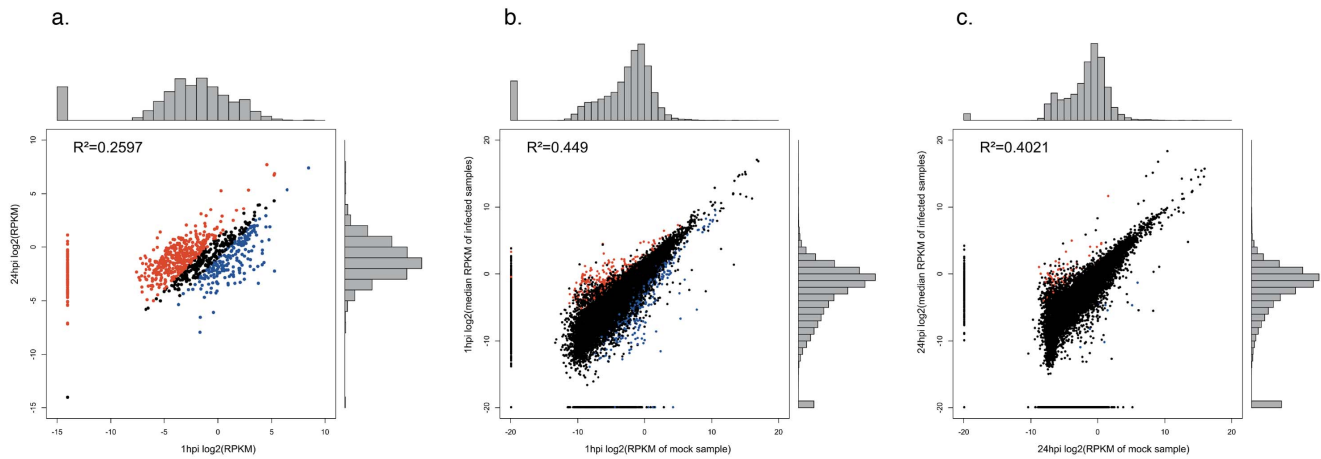 a.
R²=0.2597
24hpi log2(RPKM)
10
5
0
-5
-10
-15
-15
-10
-5
0
5
10
1hpi log2(RPKM)
b.
R²=0.449
1hpi log2(median RPKM of infected samples)
20
10
0
-10
-20
-20
-10
0
10
20
1hpi log2(RPKM of mock sample)
c.
R²=0.4021
24hpi log2(median RPKM of infected samples)
20
10
0
-10
-20
-20
-10
0
10
20
24hpi log2(RPKM of mock sample)